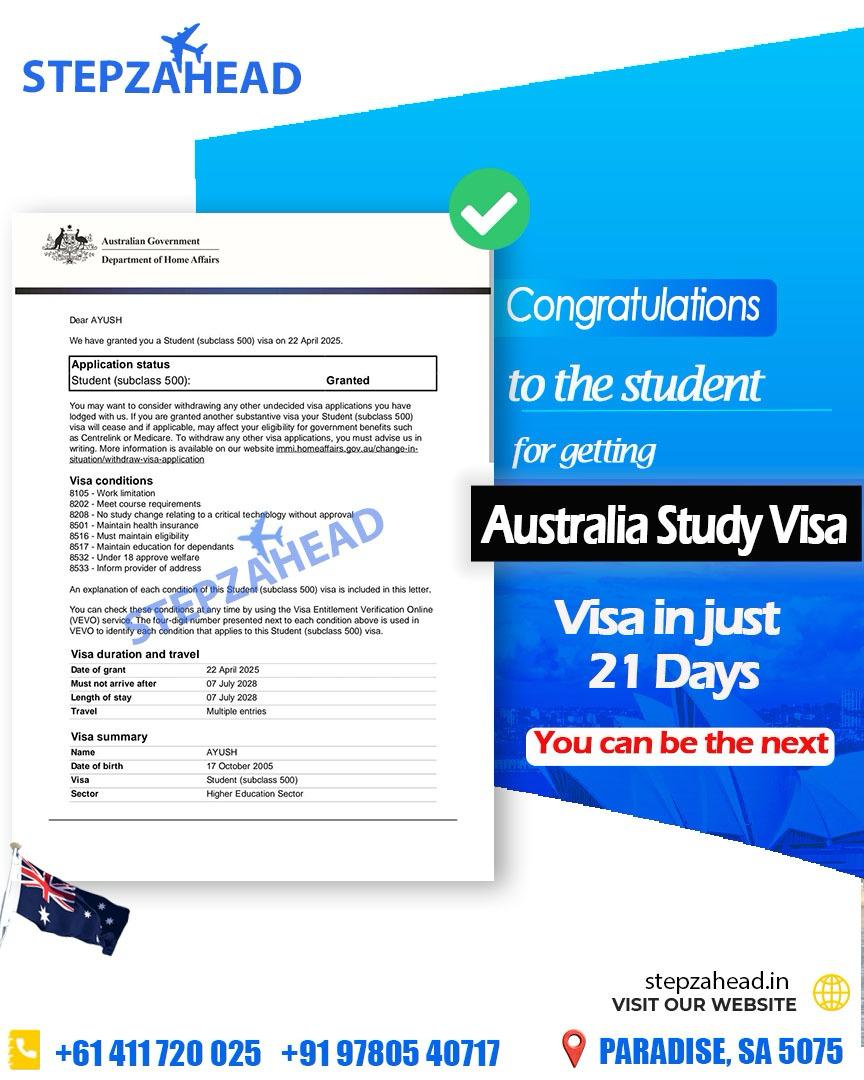 STEPZAHEAD
Australian Government
Department of Home Affairs
Dear AYUSH
We have granted you a Student (subclass 500) visa on 22 April 2025.
Application status
Student (subclass 500): Granted
You may want to consider withdrawing any other undecided visa applications you have
lodged with us. If you are granted another substantive visa your Student (subclass 500)
visa will cease and if applicable, may affect your eligibility for government benefits such
as Centrelink or Medicare. To withdraw any other visa applications, you must advise us in
writing. More information is available on our website immi.homeaffairs.gov.au/change-in-
situation/withdraw-visa-application
Visa conditions
8105 - Work limitation
8202 - Meet course requirements
8208 - No study change relating to a critical technology without approval
8501 - Maintain health insurance
8516 - Must maintain eligibility
8517 - Maintain education for dependants
8532 - Under 18 approve welfare
8533 - Inform provider of address
STEPZAHEAD
An explanation of each condition of this Student (subclass 500) visa is included in this letter.
You can check these conditions at any time by using the Visa Entitlement Verification Online
(VEVO) service. The four-digit number presented next to each condition above is used in
VEVO to identify each condition that applies to this Student (subclass 500) visa.
Visa duration and travel
Date of grant 22 April 2025
Must not arrive after 07 July 2028
Length of stay 07 July 2028
Travel Multiple entries
Visa summary
Name AYUSH
Date of birth 17 October 2005
Visa Student (subclass 500)
Sector Higher Education Sector
Congratulations
to the student
for getting
Australia Study Visa
Visa in just
21 Days
You can be the next
stepzahead.in
VISIT OUR WEBSITE
+61 411 720 025 +91 97805 40717
PARADISE, SA 5075